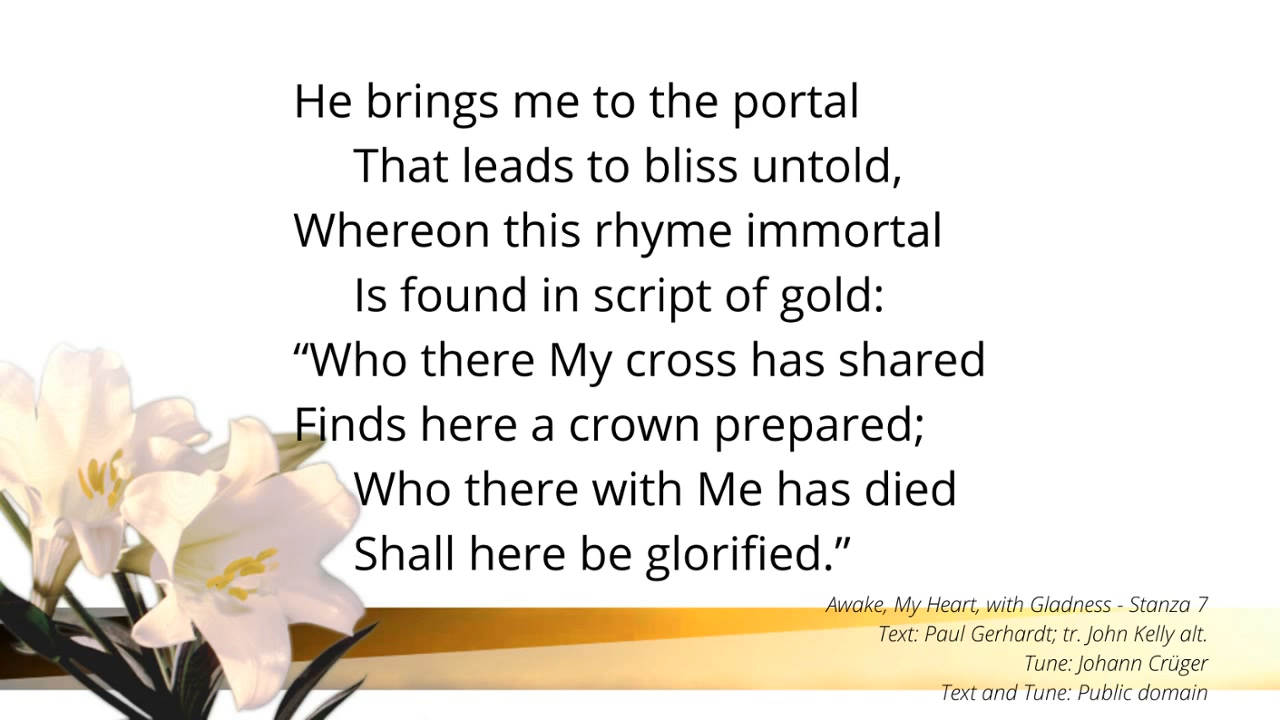 He brings me to the portal
That leads to bliss untold,
Whereon this rhyme immortal
Is found in script of gold:
“Who there My cross has shared
Finds here a crown prepared;
Who there with Me has died
Shall here be glorified.”
Awake, My Heart, with Gladness - Stanza 7
Text: Paul Gerhardt; tr. John Kelly alt.
Tune: Johann Crüger
Text and Tune: Public domain